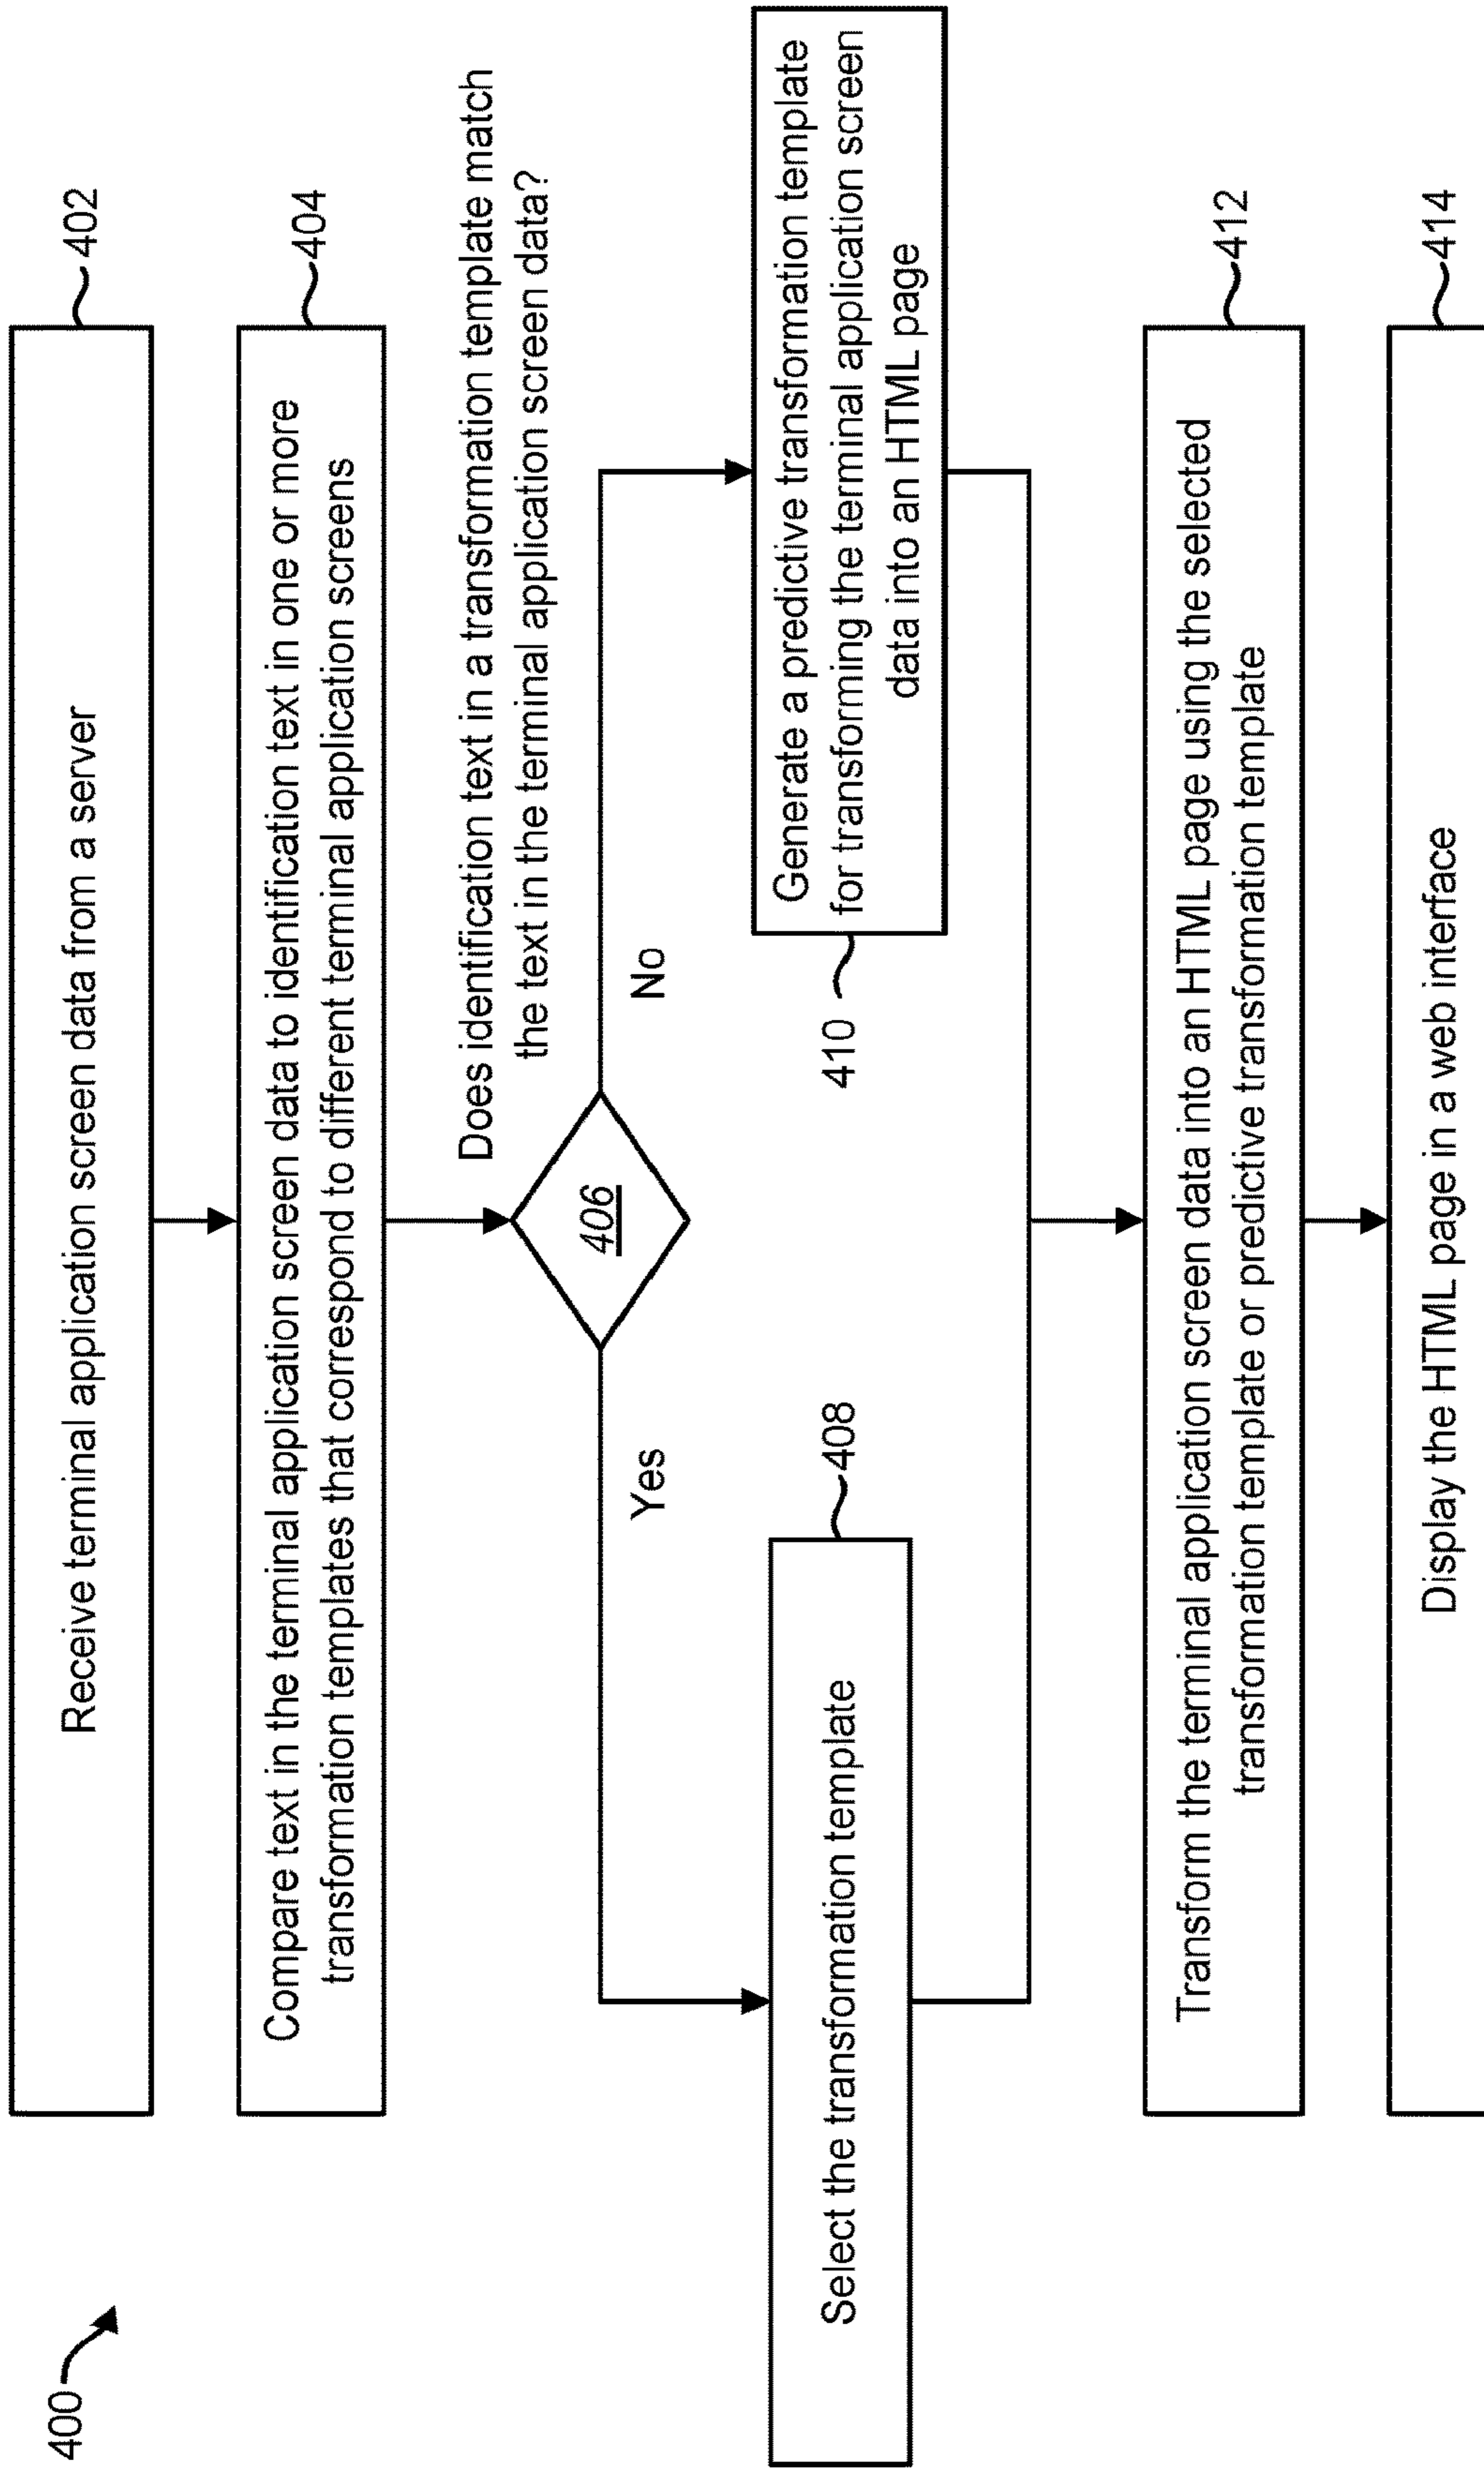 400
Receive terminal application screen data from a server
402
Compare text in the terminal application screen data to identification text in one or more
transformation templates that correspond to different terminal application screens
404
Does identification text in a transformation template match
the text in the terminal application screen data?
406
Yes
No
Select the transformation template
408
Generate a predictive transformation template
for transforming the terminal application screen
data into an HTML page
410
Transform the terminal application screen data into an HTML page using the selected
transformation template or predictive transformation template
412
Display the HTML page in a web interface
414